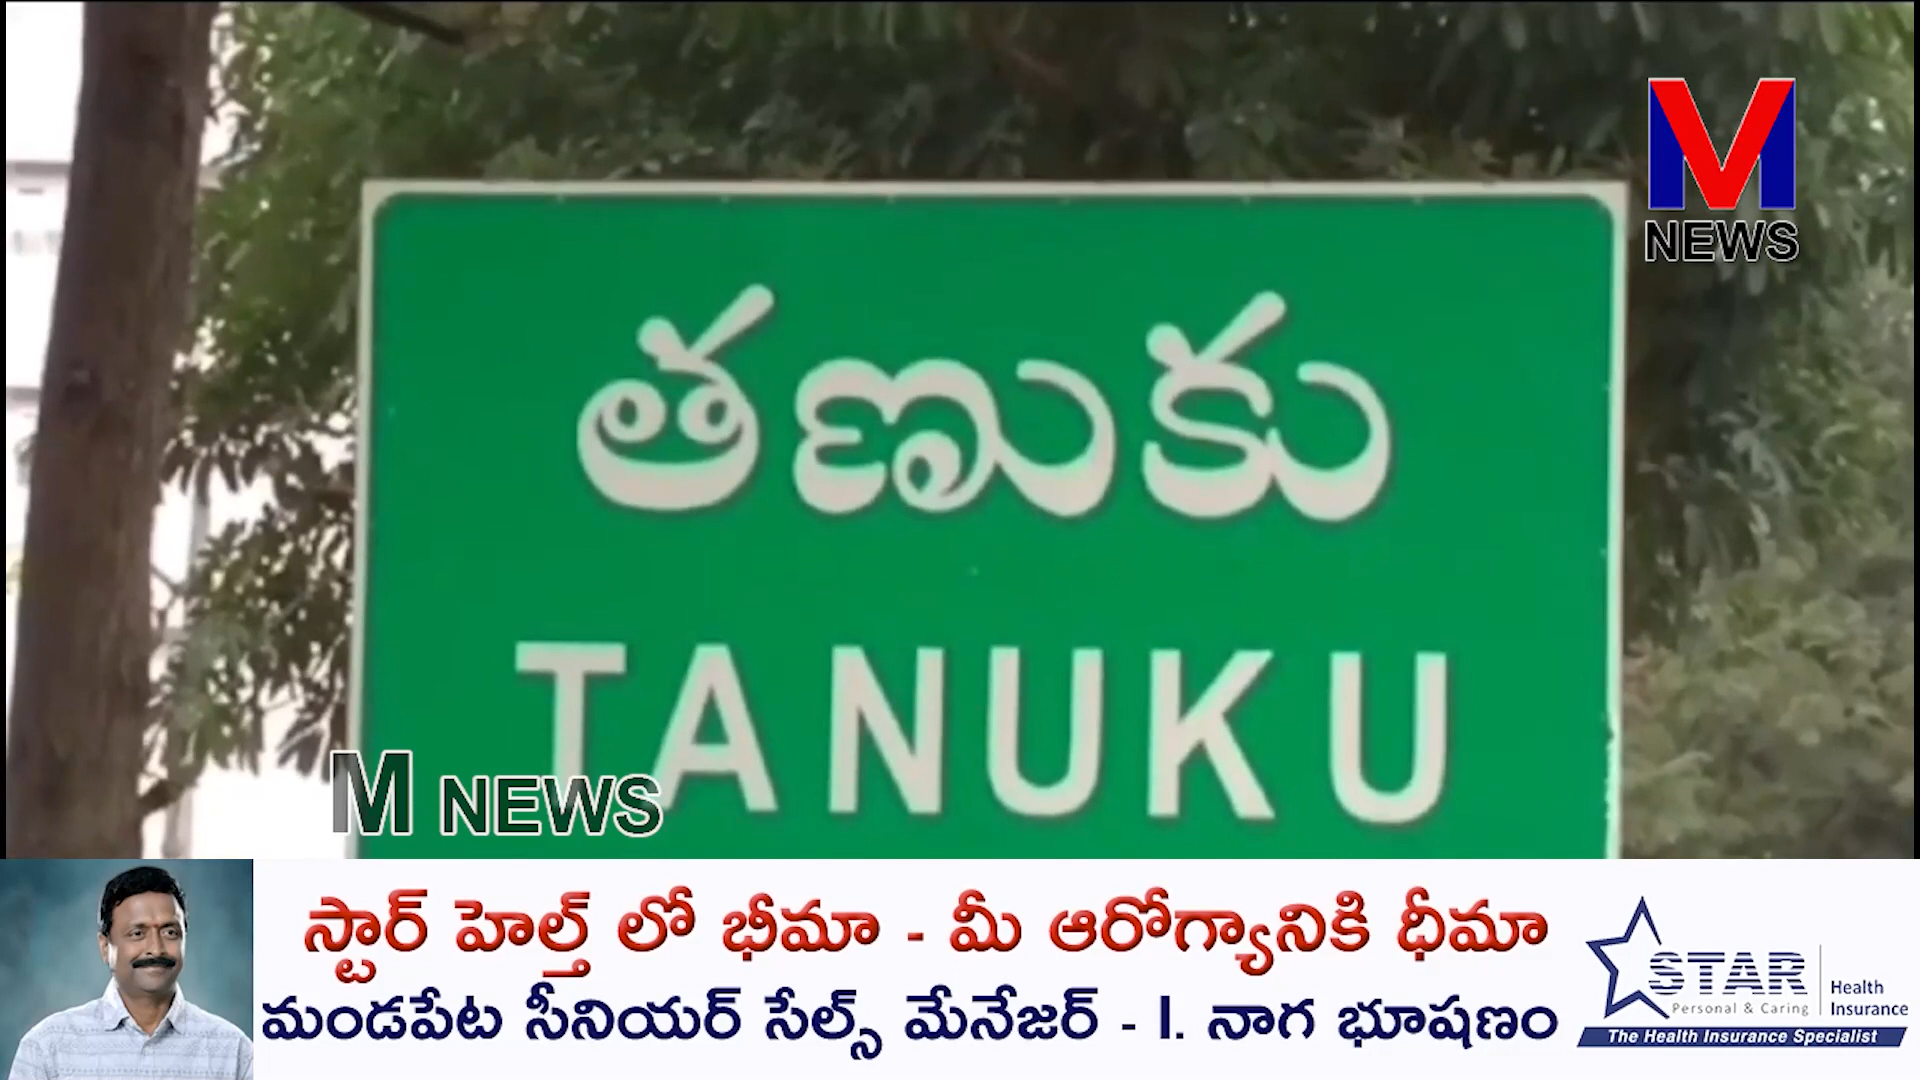 M
NEWS
తణుకు
TANUKU
M NEWS
స్టార్ హెల్త్ లో భీమా - మీ ఆరోగ్యానికి ధీమా
మండపేట సీనియర్ సేల్స్ మేనేజర్ - I. నాగ భూషణం
STAR Health
Personal & Caring Insurance
The Health Insurance Specialist